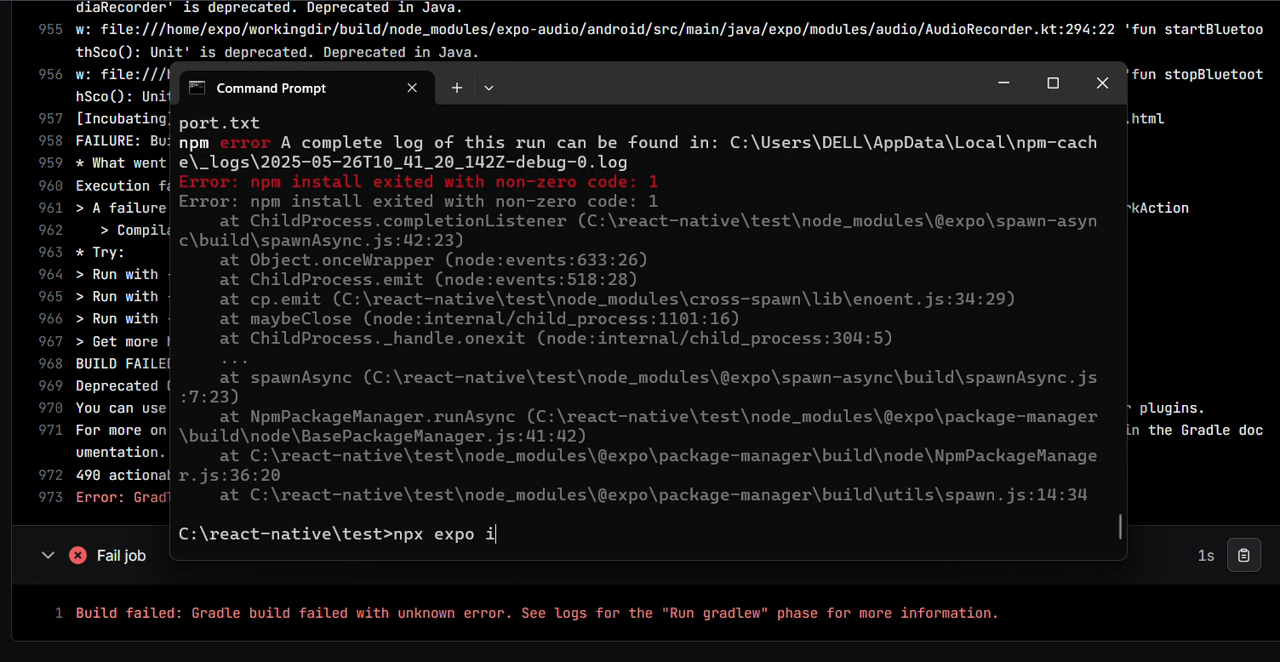 diaRecorder' is deprecated. Deprecated in Java.
955 w: file:///home/expo/workingdir/build/node_modules/expo-audio/android/src/main/java/expo/modules/audio/AudioRecorder.kt:294:22 'fun startBluetoo
thSco(): Unit' is deprecated. Deprecated in Java.
956 w: file:/// 'fun stopBluetoot
hSco(): Uni
957 [Incubating] .html
958 FAILURE: Bui
959 * What went
960 Execution fa
961 > A failure rkAction
962 > Compila
963 * Try:
964 > Run with -
965 > Run with -
966 > Run with -
967 > Get more h
968 BUILD FAILED
969 Deprecated G
970 You can use r plugins.
971 For more on in the Gradle doc
umentation.
972 490 actionab
973 Error: Grad
Command Prompt
port.txt
npm error A complete log of this run can be found in: C:\Users\DELL\AppData\Local\npm-cach
e\_logs\2025-05-26T10_41_20_142Z-debug-0.log
Error: npm install exited with non-zero code: 1
Error: npm install exited with non-zero code: 1
at ChildProcess.completionListener (C:\react-native\test\node_modules\@expo\spawn-asyn
c\build\spawnAsync.js:42:23)
at Object.onceWrapper (node:events:633:26)
at ChildProcess.emit (node:events:518:28)
at cp.emit (C:\react-native\test\node_modules\cross-spawn\lib\enoent.js:34:29)
at maybeClose (node:internal/child_process:1101:16)
at ChildProcess._handle.onexit (node:internal/child_process:304:5)
...
at spawnAsync (C:\react-native\test\node_modules\@expo\spawn-async\build\spawnAsync.js
:7:23)
at NpmPackageManager.runAsync (C:\react-native\test\node_modules\@expo\package-manager
\build\node\BasePackageManager.js:41:42)
at C:\react-native\test\node_modules\@expo\package-manager\build\node\NpmPackageManage
r.js:36:20
at C:\react-native\test\node_modules\@expo\package-manager\build\utils\spawn.js:14:34
C:\react-native\test>npx expo i
Fail job 1s
1 Build failed: Gradle build failed with unknown error. See logs for the "Run gradlew" phase for more information.